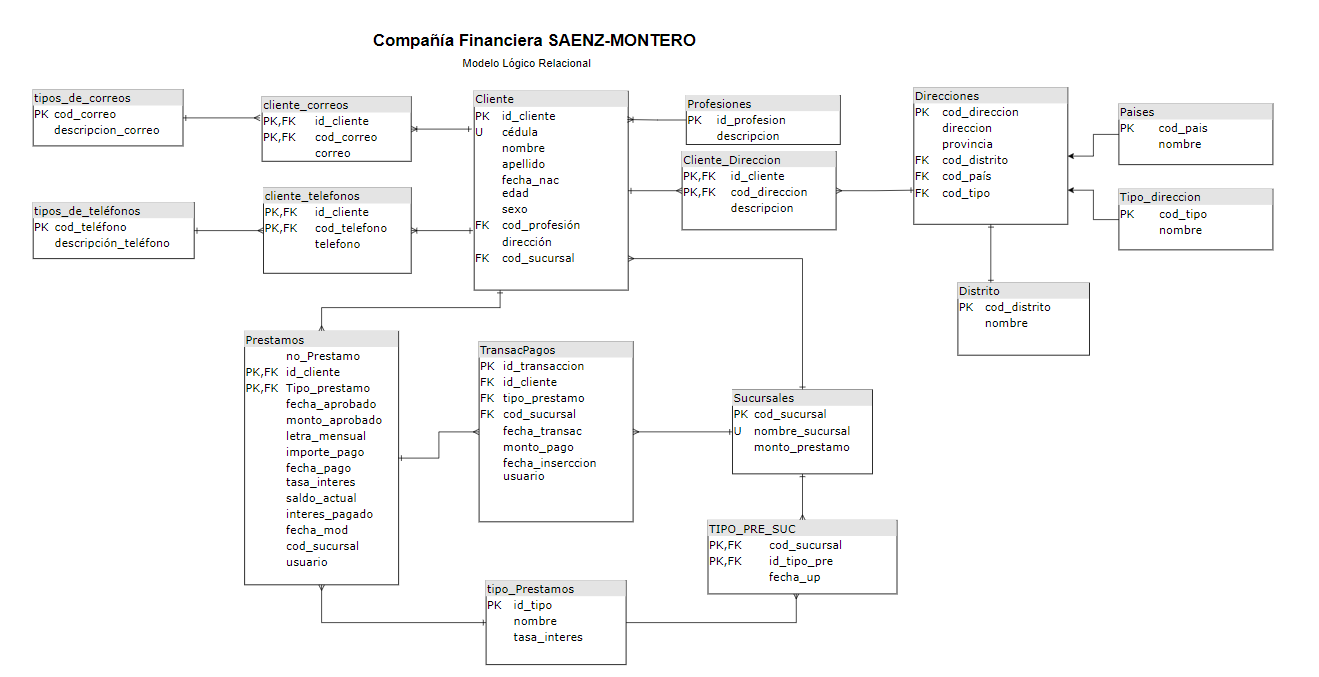 Compañía Financiera SAENZ-MONTERO
Modelo Lógico Relacional
tipos_de_correos
PK cod_correo
descripcion_correo
cliente_correos
PK,FK id_cliente
PK,FK cod_correo
correo
Cliente
PK id_cliente
U cédula
nombre
apellido
fecha_nac
edad
sexo
FK cod_profesión
dirección
FK cod_sucursal
Profesiones
PK id_profesion
descripcion
Direcciones
PK cod_direccion
direccion
provincia
FK cod_distrito
FK cod_país
FK cod_tipo
Paises
PK cod_pais
nombre
Cliente_Direccion
PK,FK id_cliente
PK,FK cod_direccion
descripcion
tipos_de_teléfonos
PK cod_teléfono
descripción_teléfono
cliente_telefonos
PK,FK id_cliente
PK,FK cod_telefono
telefono
Tipo_direccion
PK cod_tipo
nombre
Distrito
PK cod_distrito
nombre
Prestamos
no_Prestamo
PK,FK id_cliente
PK,FK Tipo_prestamo
fecha_aprobado
monto_aprobado
letra_mensual
importe_pago
fecha_pago
tasa_interes
saldo_actual
interes_pagado
fecha_mod
cod_sucursal
usuario
TransacPagos
PK id_transaccion
FK id_cliente
FK tipo_prestamo
FK cod_sucursal
fecha_transac
monto_pago
fecha_inserccion
usuario
Sucursales
PK cod_sucursal
U nombre_sucursal
monto_prestamo
TIPO_PRE_SUC
PK,FK cod_sucursal
PK,FK id_tipo_pre
fecha_up
tipo_Prestamos
PK id_tipo
nombre
tasa_interes